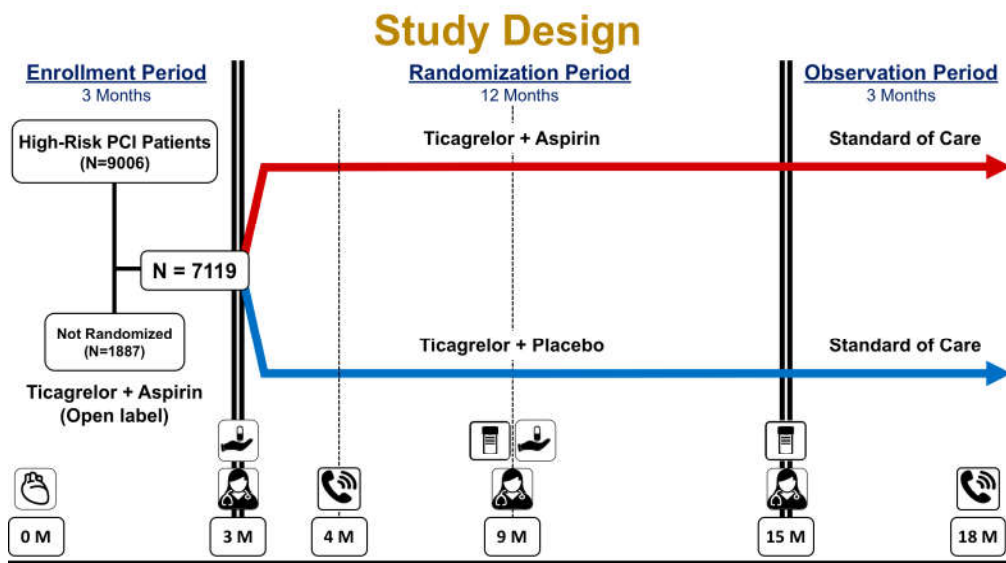 Study Design
Enrollment Period
3 Months
Randomization Period
12 Months
Observation Period
3 Months
High-Risk PCI Patients
(N=9006)
Ticagrelor + Aspirin
Standard of Care
N = 7119
Not Randomized
(N=1887)
Ticagrelor + Placebo
Standard of Care
Ticagrelor + Aspirin
(Open label)
0 M
3 M
4 M
9 M
15 M
18 M